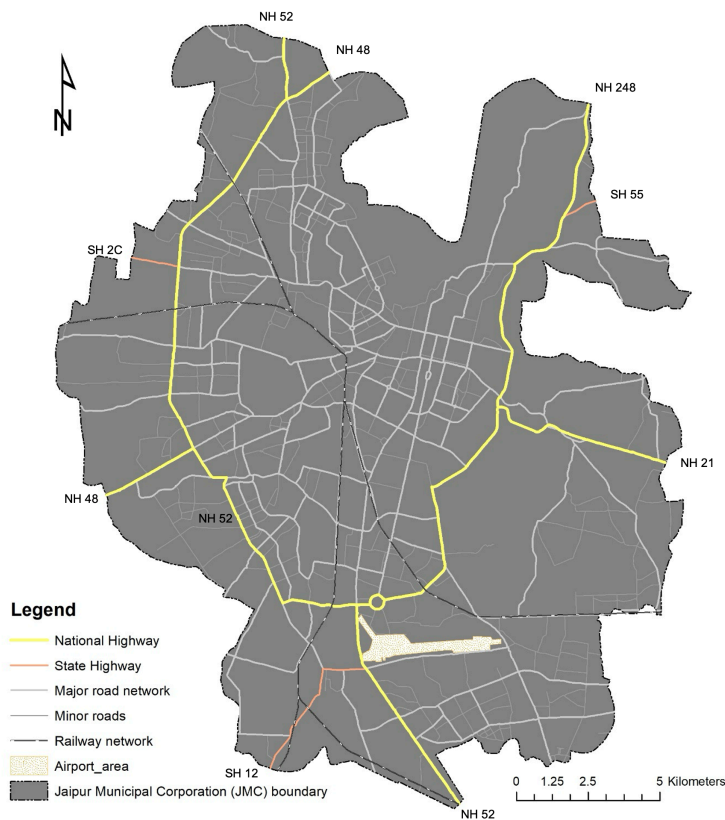 NH 52
NH 48
N
NH 248
SH 55
SH 2C
NH 21
NH 48
NH 52
Legend
National Highway
State Highway
Major road network
Minor roads
Railway network
Airport_area
Jaipur Municipal Corporation (JMC) boundary
SH 12
0 1.25 2.5 5 Kilometers
NH 52